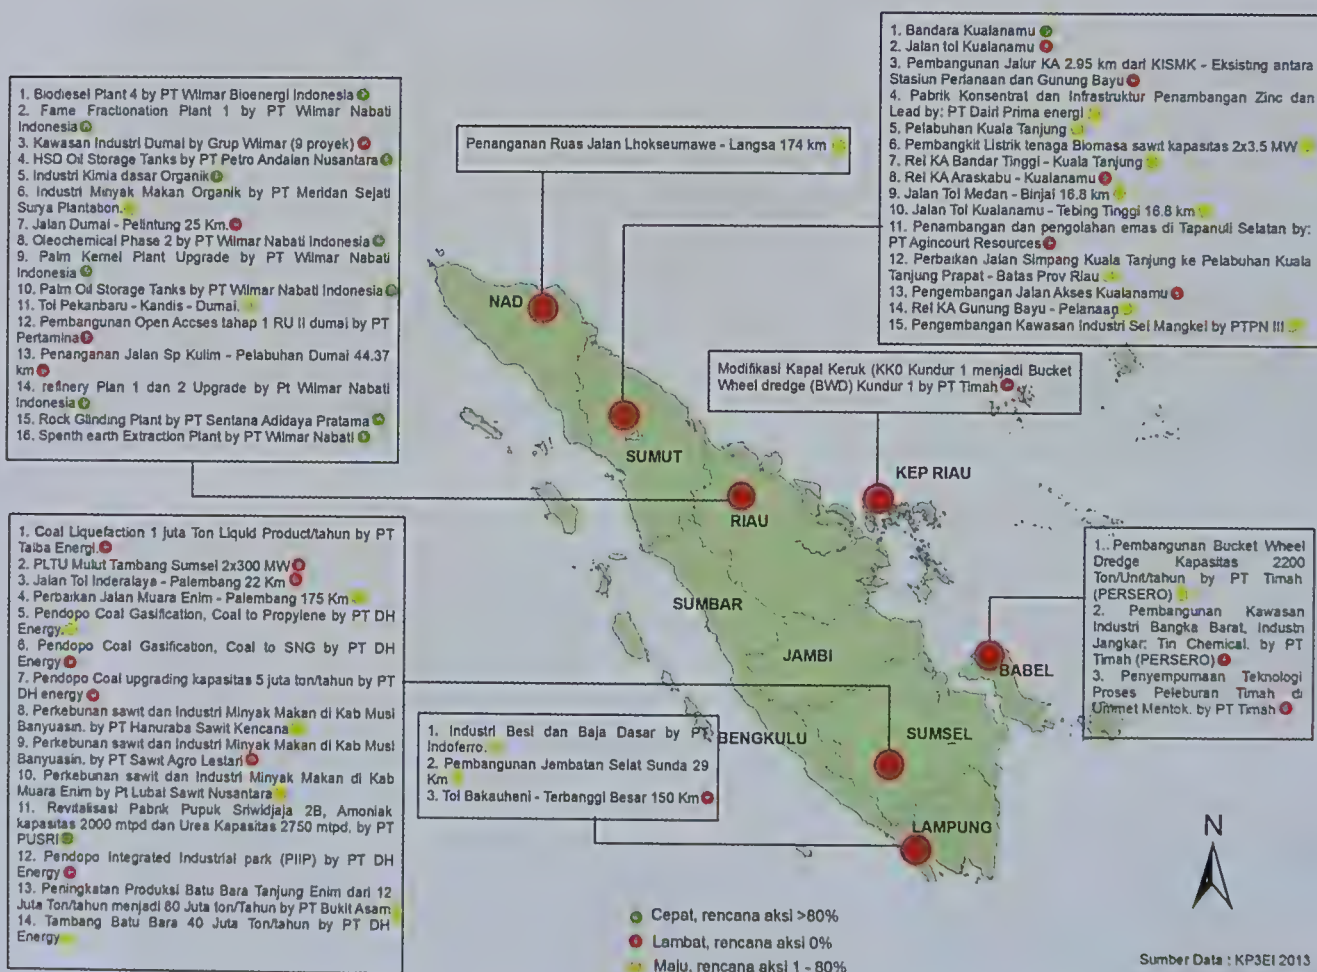 1. Biodiesel Plant 4 by PT Wilmar Bioenergi Indonesia
2. Fame Fractionation Plant 1 by PT Wilmar Nabati
Indonesia
3. Kawasan Industri Dumai by Grup Wilmar (9 proyek)
4. HSD Oil Storage Tanks by PT Petro Andalan Nusantara
5. Industri Kimia dasar Organik
6. Industri Minyak Makan Organik by PT Meridan Sejati
Surya Plantation.
7. Jalan Dumai - Pelintung 25 Km.
8. Oleochemical Phase 2 by PT Wilmar Nabati Indonesia
9. Palm Kernel Plant Upgrade by PT Wilmar Nabati
Indonesia
10. Palm Oil Storage Tanks by PT Wilmar Nabati Indonesia
11. Tol Pekanbaru - Kandis - Dumai.
12. Pembangunan Open Accses tahap 1 RU II dumai by PT
Pertamina
13. Penanganan Jalan Sp Kulim - Pelabuhan Dumai 44.37
km
14. refinery Plan 1 and 2 Upgrade by Pt Wilmar Nabati
Indonesia
15. Rock Glinding Plant by PT Sentana Adidaya Pratama
16. Spenth earth Extraction Plant by PT Wilmar Nabati
Penanganan Ruas Jalan Lhokseumawe - Langsa 174 km
1. Bandara Kualanamu
2. Jalan tol Kualanamu
3. Pembangunan Jalur KA 2.95 km dari KISMK - Eksisting antara
Stasiun Perlanaan dan Gunung Bayu
4. Pabrik Konsentrat dan Infrastruktur Penambangan Zinc dan
Lead by: PT Dairi Prima energi
5. Pelabuhan Kuala Tanjung
6. Pembangkit Listrik tenaga Biomasa sawit kapasitas 2x3.5 MW
7. Rel KA Bandar Tinggi - Kuala Tanjung
8. Rel KA Araskabu - Kualanamu
9. Jalan Tol Medan - Binjai 16.8 km
10. Jalan Tol Kualanamu - Tebing Tinggi 16.8 km
11. Penambangan dan pengolahan emas di Tapanuli Selatan by:
PT Agincourt Resources
12. Perbaikan Jalan Simpang Kuala Tanjung ke Pelabuhan Kuala
Tanjung Prapat - Batas Prov Riau
13. Pengembangan Jalan Akses Kualanamu
14. Rel KA Gunung Bayu - Pelanaap
15. Pengembangan Kawasan Industri Sei Mangkei by PTPN III
Modifikasi Kapal Keruk (KK0 Kundur 1 menjadi Bucket
Wheel dredge (BWD) Kundur 1 by PT Timah
NAD
SUMUT
RIAU
KEP RIAU
SUMBAR
JAMBI
BABEL
BENGKULU
SUMSEL
LAMPUNG
1. Coal Liquefaction 1 juta Ton Liquid Product/tahun by PT
Taiba Energi.
2. PLTU Mulut Tambang Sumsel 2x300 MW
3. Jalan Tol Inderalaya - Palembang 22 Km
4. Perbaikan Jalan Muara Enim - Palembang 175 Km
5. Pendopo Coal Gasification, Coal to Propylene by PT DH
Energy.
6. Pendopo Coal Gasification, Coal to SNG by PT DH
Energy
7. Pendopo Coal upgrading kapasitas 5 juta ton/tahun by PT
DH energy
8. Perkebunan sawit dan Industri Minyak Makan di Kab Musi
Banyuasin. by PT Hanuraba Sawit Kencana
9. Perkebunan sawit dan Industri Minyak Makan di Kab Musi
Banyuasin. by PT Sawit Agro Lestari
10. Perkebunan sawit dan Industri Minyak Makan di Kab
Muara Enim by Pt Lubai Sawit Nusantara
11. Revitalisasi Pabrik Pupuk Sriwidjaja 2B, Amoniak
kapasitas 2000 mtpd dan Urea Kapasitas 2750 mtpd, by PT
PUSRI
12. Pendopo Integrated Industrial park (PIIP) by PT DH
Energy
13. Peningkatan Produksi Batu Bara Tanjung Enim dari 12
Juta Ton/tahun menjadi 80 Juta ton/Tahun by PT Bukit Asam
14. Tambang Batu Bara 40 Juta Ton/tahun by PT DH
Energy
1. Industri Besi dan Baja Dasar by PT
Indoferro.
2. Pembangunan Jembatan Selat Sunda 29
Km
3. Tol Bakauheni - Terbanggi Besar 150 Km
1.. Pembangunan Bucket Wheel
Dredge Kapasitas 2200
Ton/Unit/tahun by PT Timah
(PERSERO)
2. Pembangunan Kawasan
Industri Bangka Barat, Industri
Jangkar; Tin Chemical. by PT
Timah (PERSERO)
3. Penyempurnaan Teknologi
Proses Peleburan Timah di
Unmet Mentok. by PT Timah
N
Cepat, rencana aksi >80%
Lambat, rencana aksi 0%
Maju, rencana aksi 1 - 80%
Sumber Data : KP3EI 2013